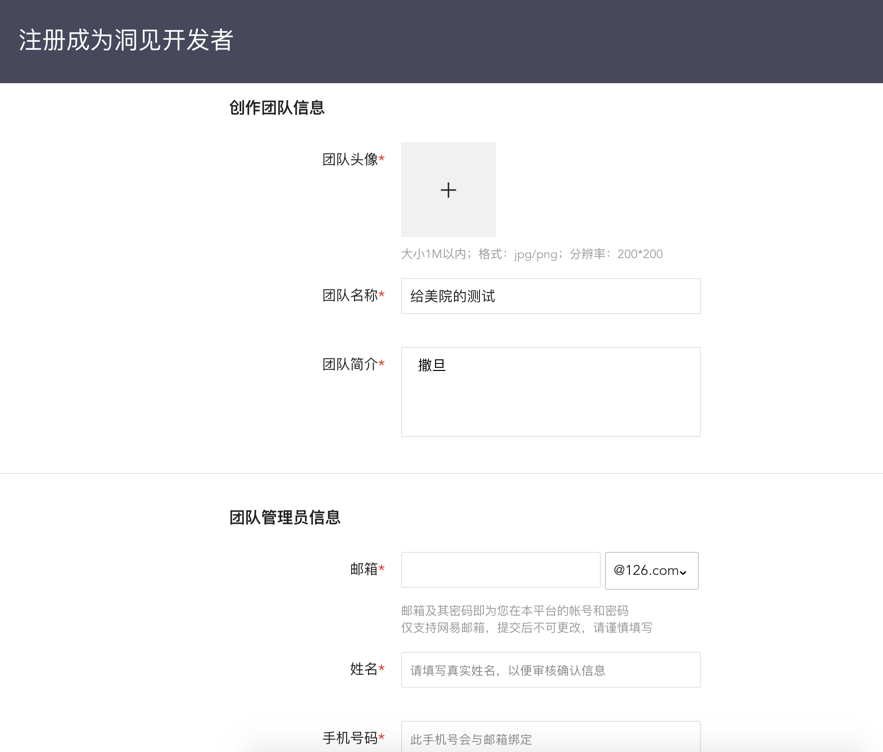 注册成为洞见开发者
创作团队信息
团队头像*
大小1M以内；格式：jpg/png；分辨率：200*200
团队名称* 给美院的测试
团队简介* 撒旦
团队管理员信息
邮箱* @126.com
邮箱及其密码即为您在本平台的帐号和密码
仅支持网易邮箱，提交后不可更改，请谨慎填写
姓名* 请填写真实姓名，以便审核确认信息
手机号码* 此手机号会与邮箱绑定